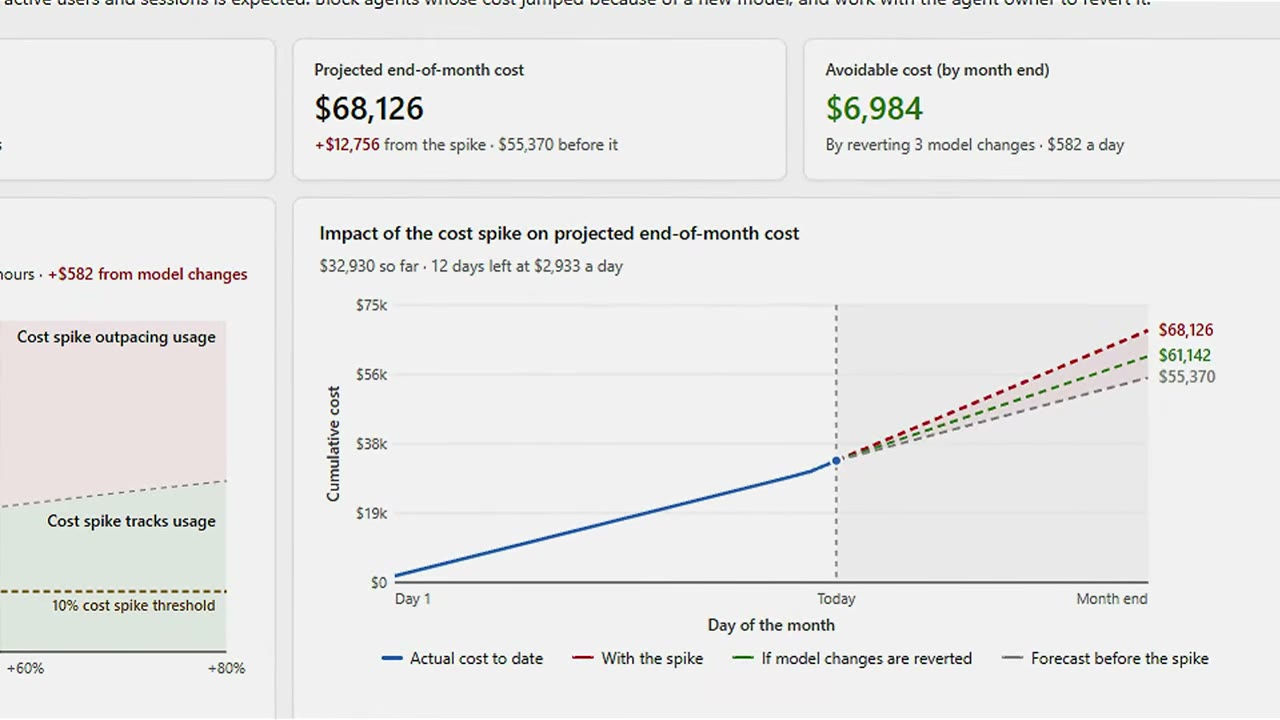 active users and sessions is expected. Block agents whose cost jumped because of a new model, and work with the agent owner to revert it.
Projected end-of-month cost
$68,126
+$12,756 from the spike · $55,370 before it
Avoidable cost (by month end)
$6,984
By reverting 3 model changes · $582 a day
hours · +$582 from model changes
Cost spike outpacing usage
Cost spike tracks usage
10% cost spike threshold
+60%
+80%
Impact of the cost spike on projected end-of-month cost
$32,930 so far · 12 days left at $2,933 a day
$75k
$56k
$38k
$19k
$0
Cumulative cost
$68,126
$61,142
$55,370
Day 1
Today
Month end
Day of the month
Actual cost to date
With the spike
If model changes are reverted
Forecast before the spike